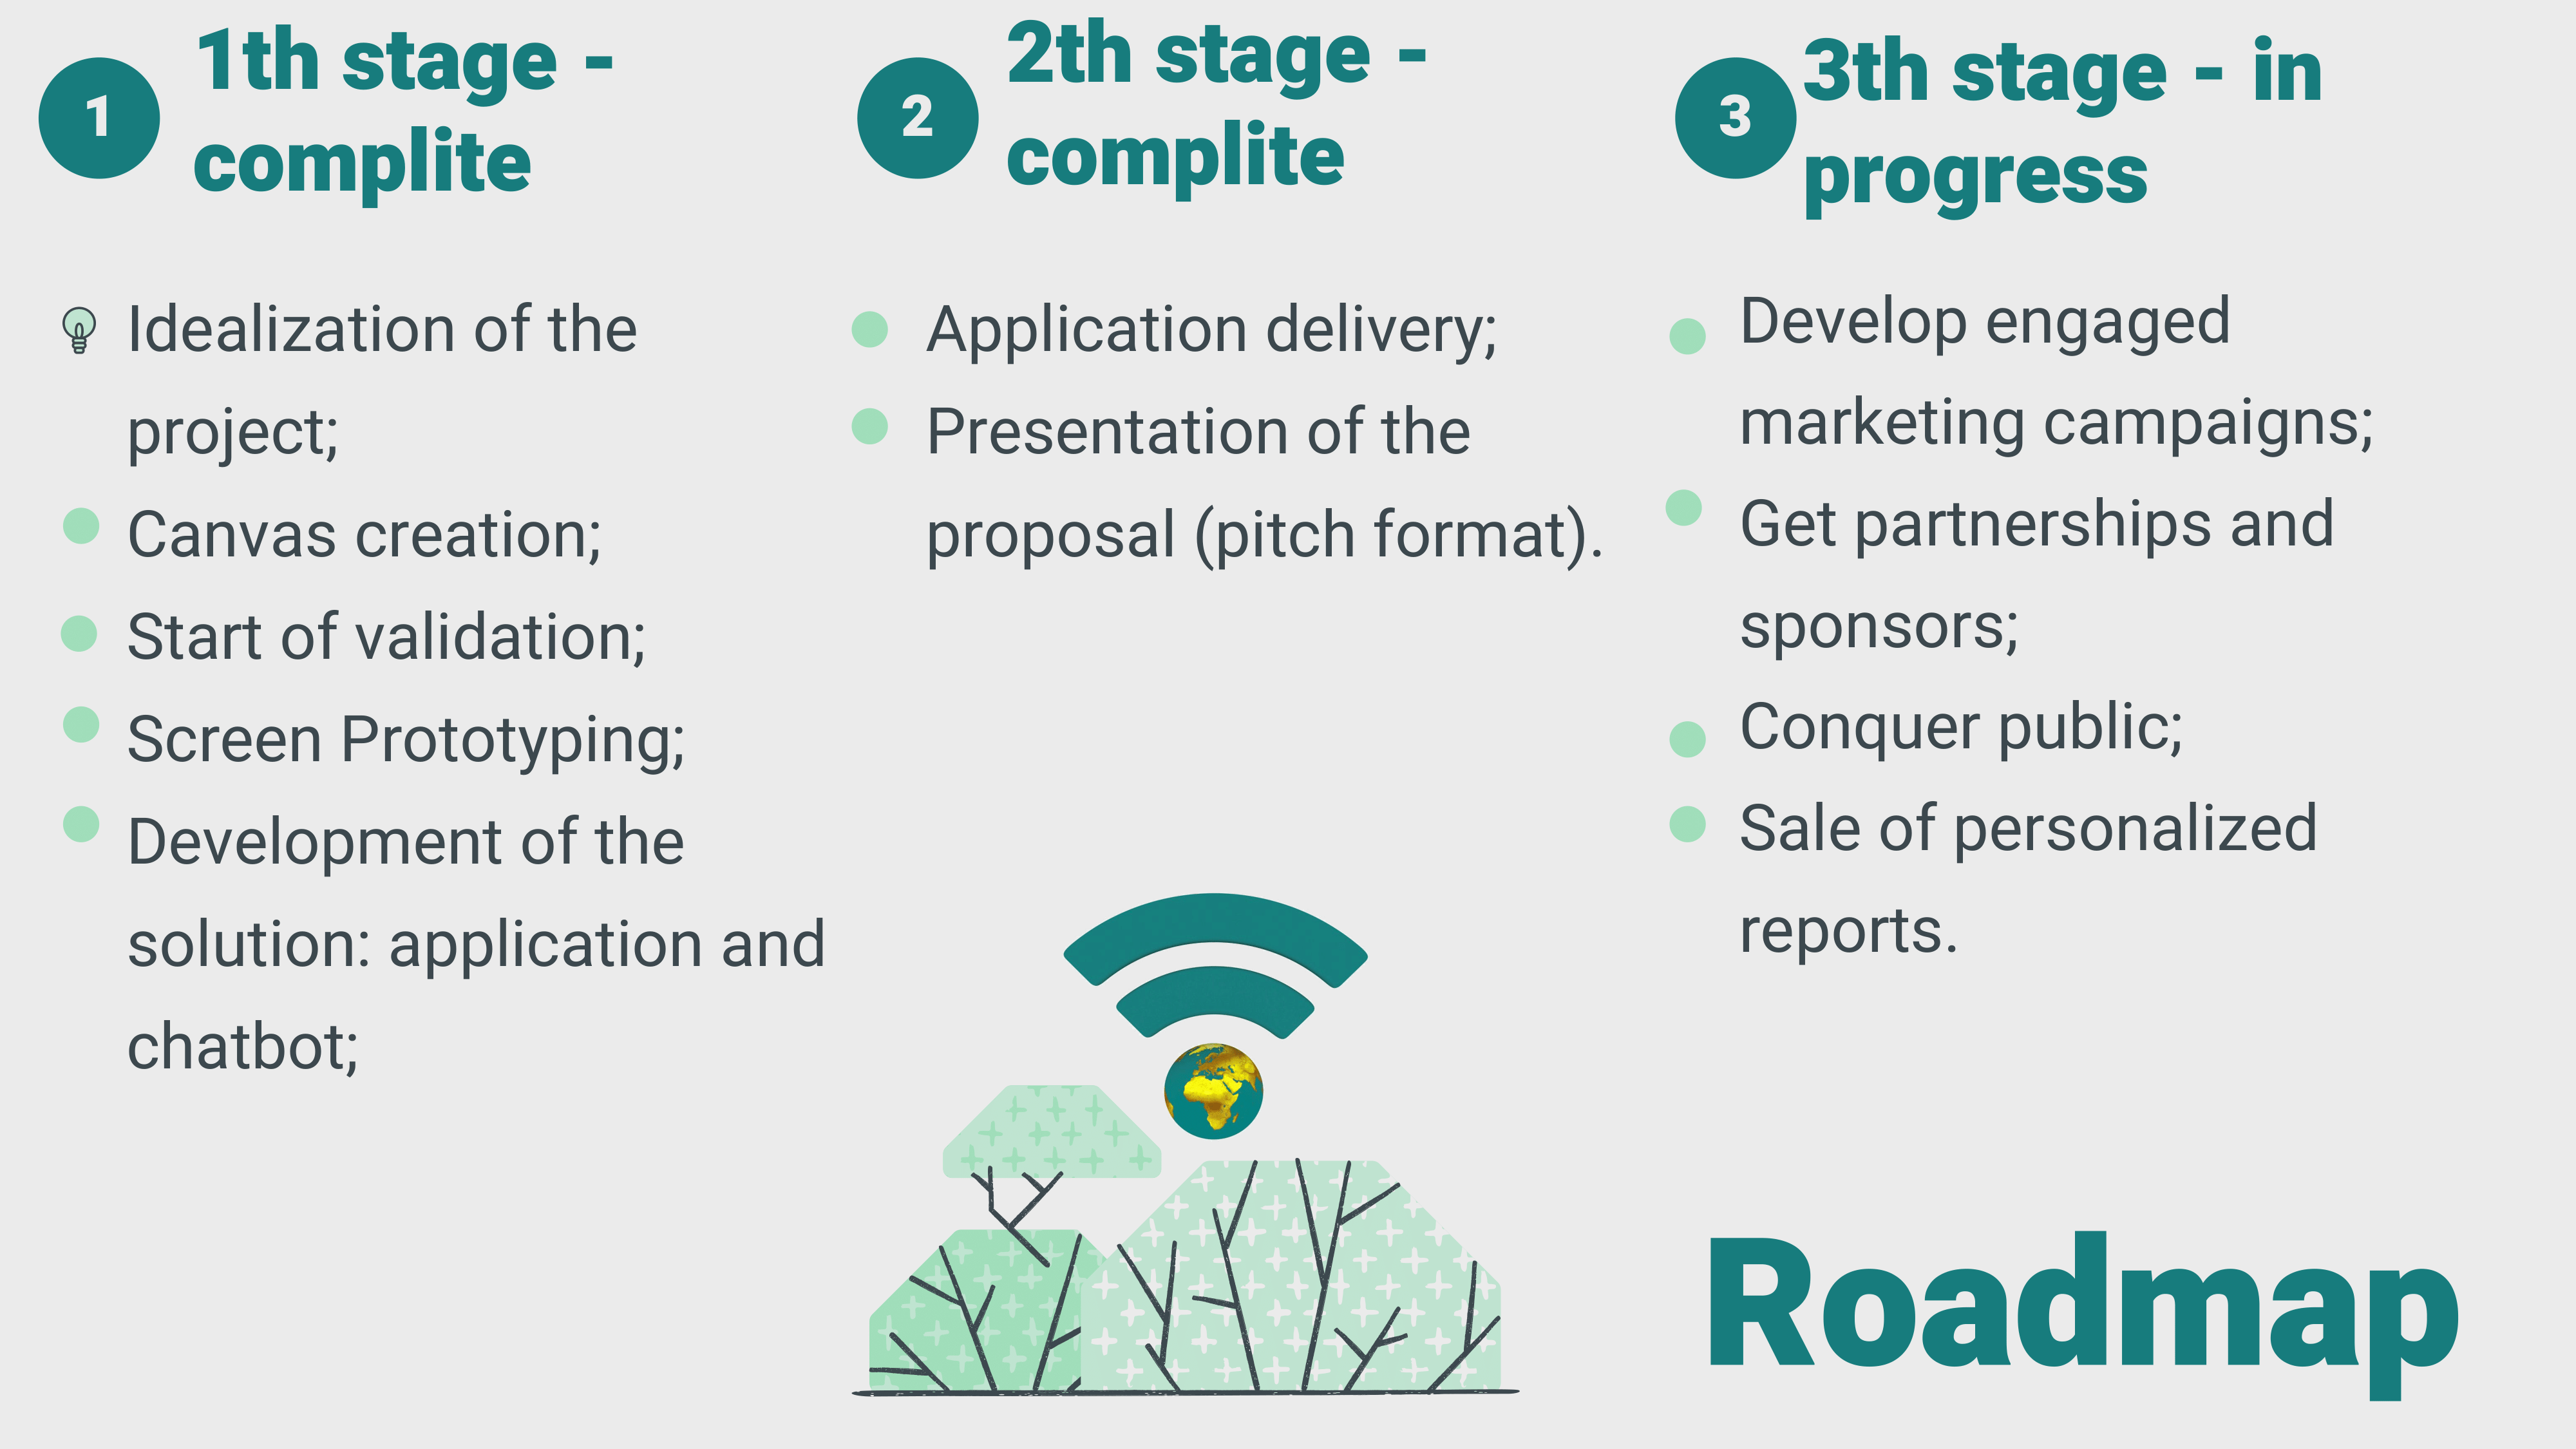 1
1th stage -
complite
Idealization of the
project;
Canvas creation;
Start of validation;
Screen Prototyping;
Development of the
solution: application and
chatbot;
2
2th stage -
complite
Application delivery;
Presentation of the
proposal (pitch format).
3
3th stage - in
progress
Develop engaged
marketing campaigns;
Get partnerships and
sponsors;
Conquer public;
Sale of personalized
reports.
Roadmap